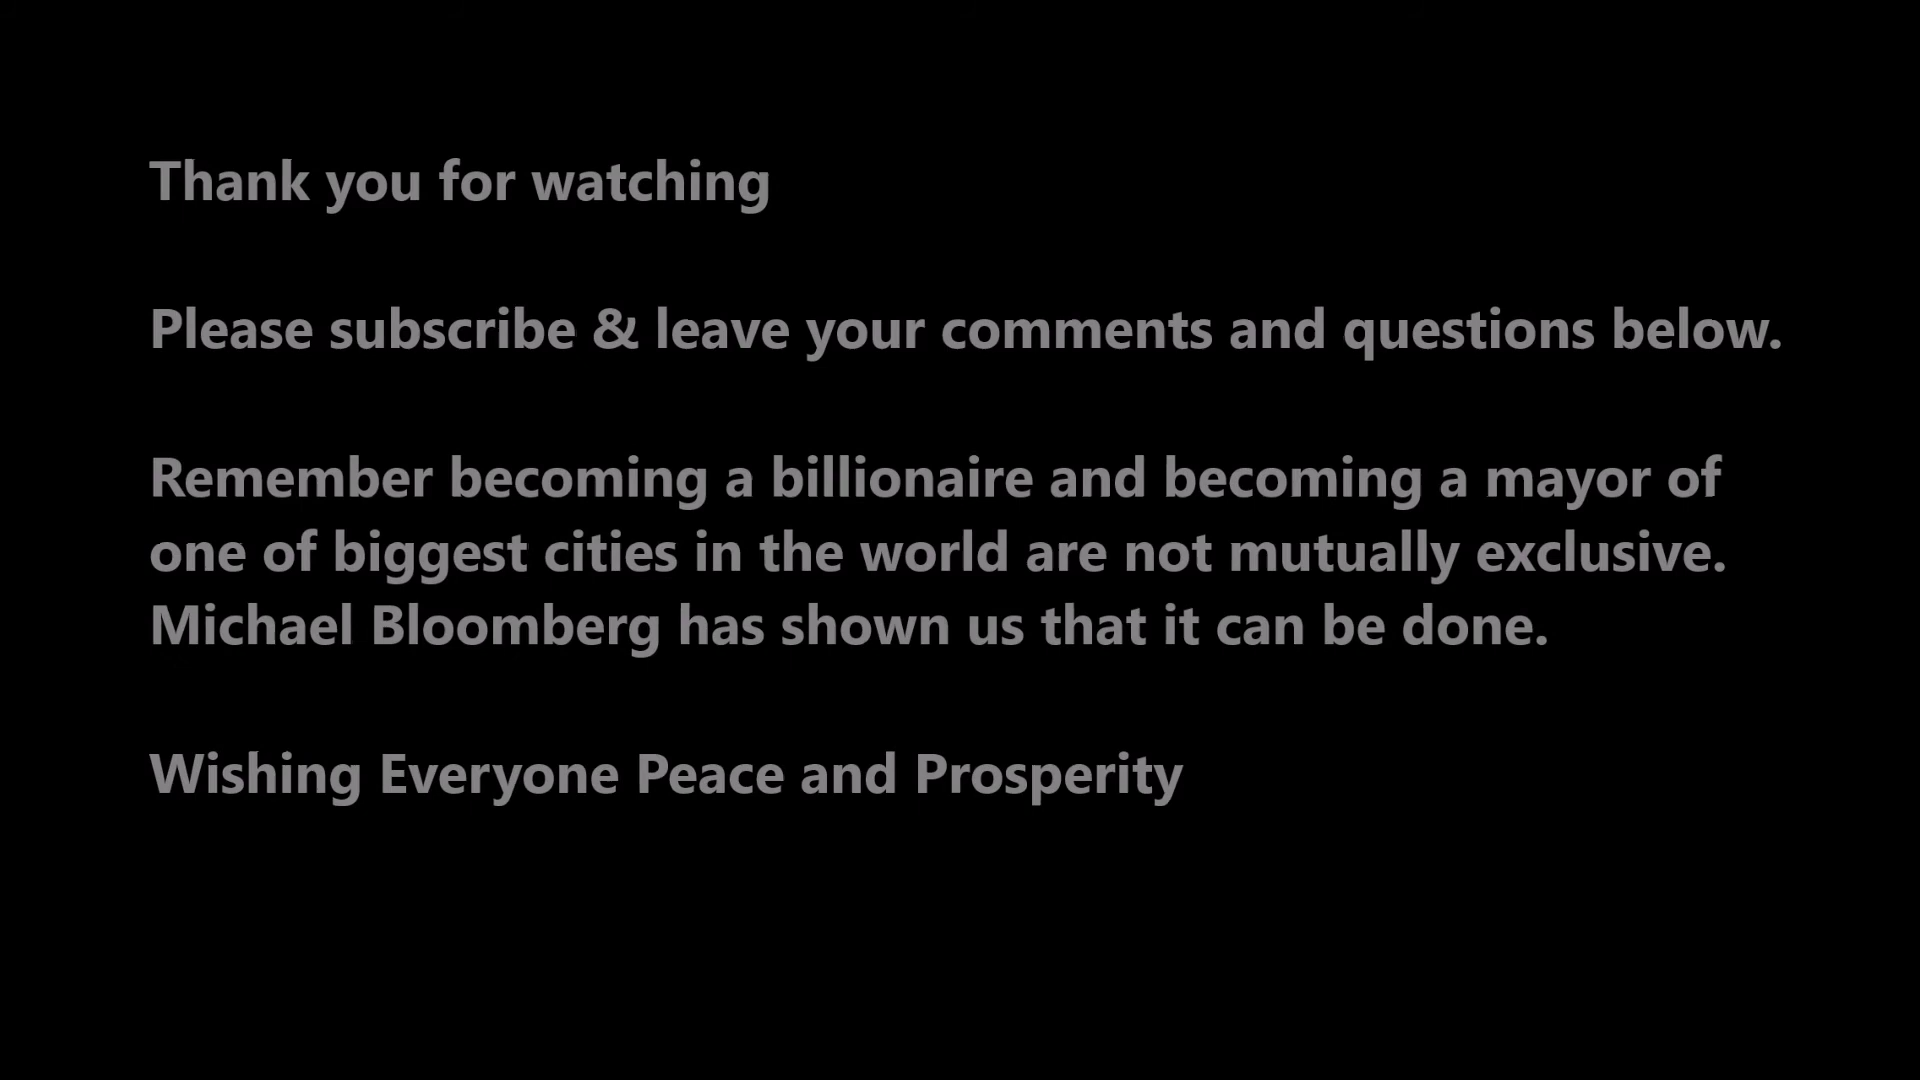 Thank you for watching
Please subscribe & leave your comments and questions below.
Remember becoming a billionaire and becoming a mayor of
one of biggest cities in the world are not mutually exclusive.
Michael Bloomberg has shown us that it can be done.
Wishing Everyone Peace and Prosperity